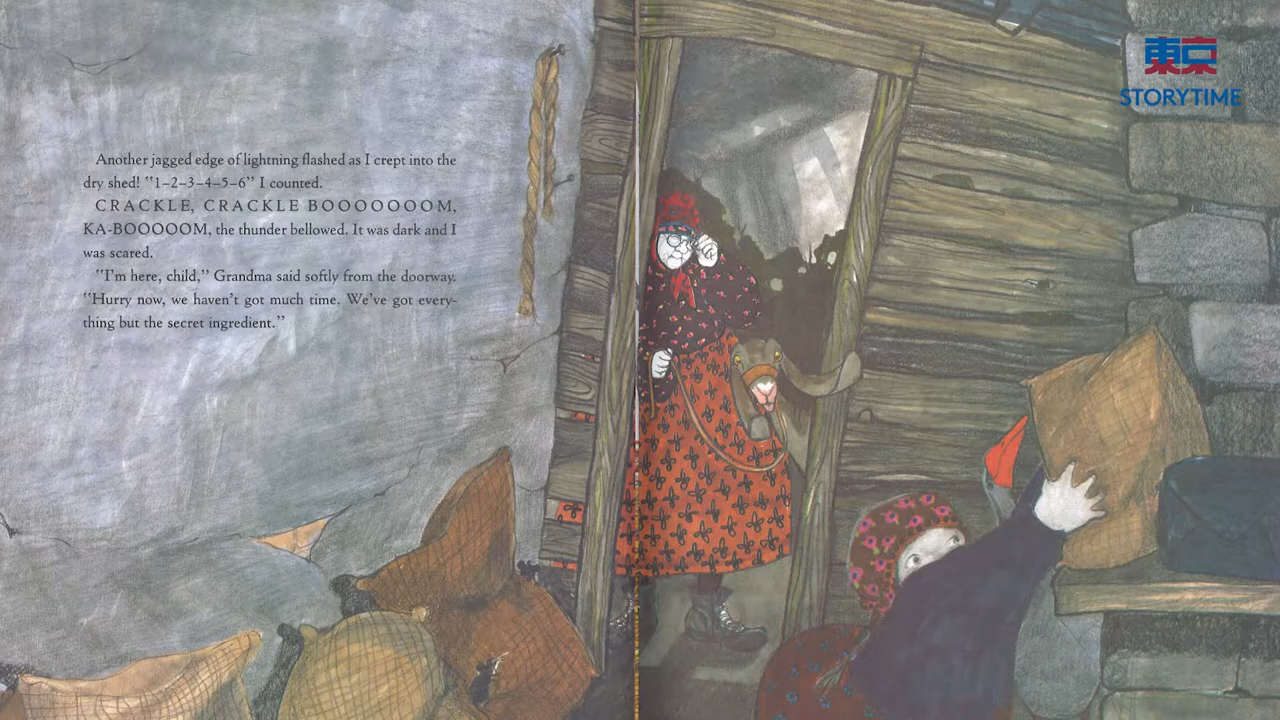 Another jagged edge of lightning flashed as I crept into the
dry shed! "1–2–3–4–5–6" I counted.
CRACKLE, CRACKLE BOOOOOOOM,
KA-BOOOOOM, the thunder bellowed. It was dark and I
was scared.
"I'm here, child," Grandma said softly from the doorway.
"Hurry now, we haven't got much time. We've got every-
thing but the secret ingredient."
東京
STORYTIME